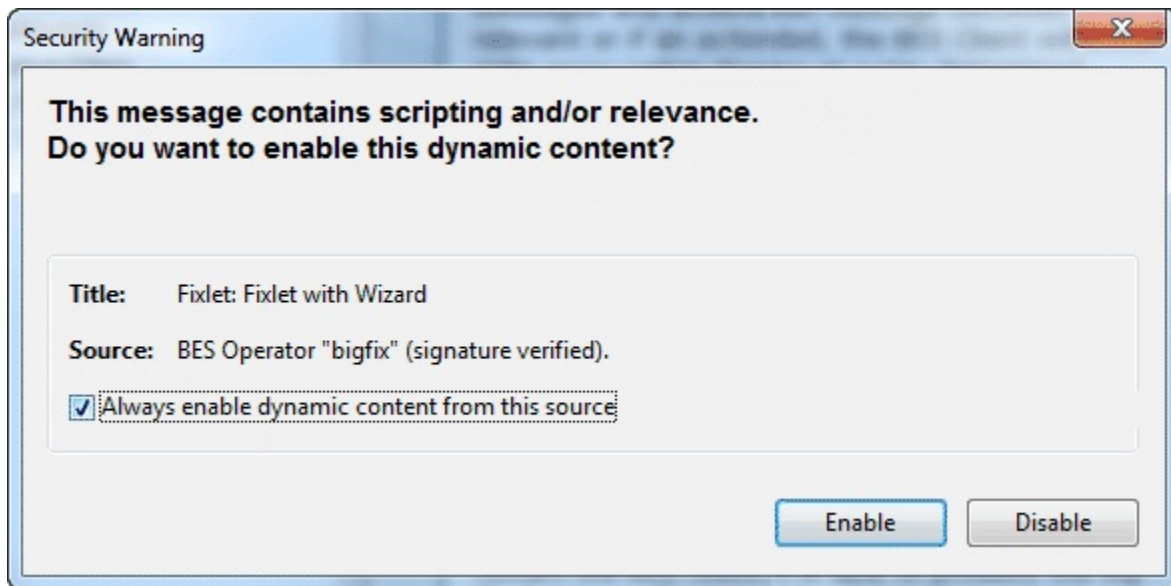 Security Warning
This message contains scripting and/or relevance.
Do you want to enable this dynamic content?
Title: Fixlet: Fixlet with Wizard
Source: BES Operator "bigfix" (signature verified).
Always enable dynamic content from this source
Enable Disable